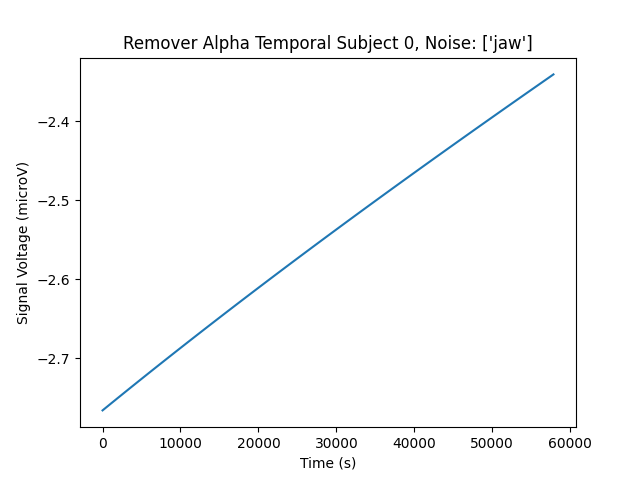 Remover Alpha Temporal Subject 0, Noise: ['jaw']
Signal Voltage (microV)
−2.4
−2.5
−2.6
−2.7
0 10000 20000 30000 40000 50000 60000
Time (s)